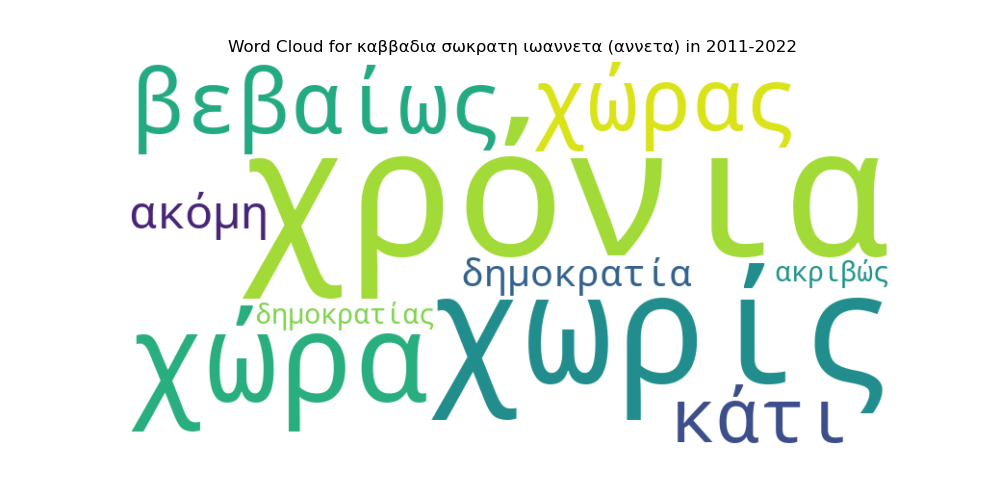 Word Cloud for καββαδια σωκρατη ιωαννετα (αννετα) in 2011-2022
βεβαίως
χώρας
χρόνια
ακόμη
δημοκρατία
ακριβώς
δημοκρατίας
χωρίς
χώρα
κάτι